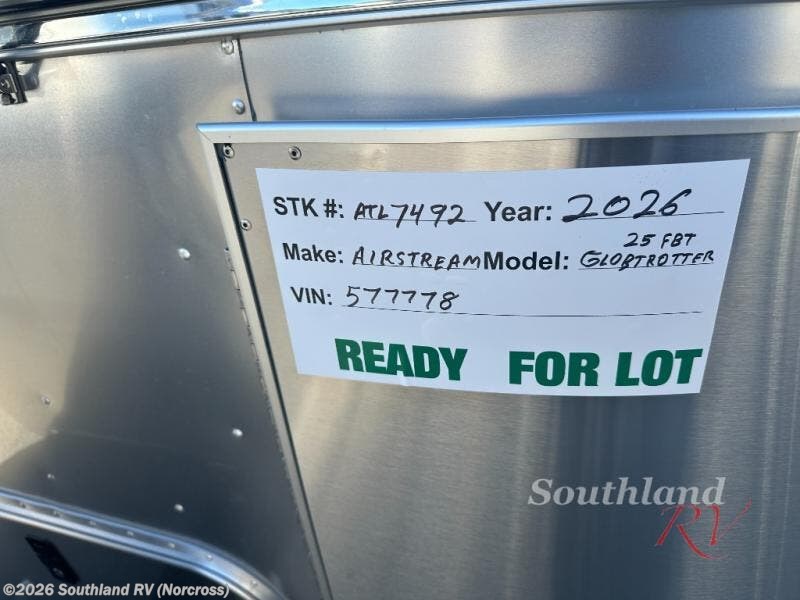 STK #: ATL7492 Year: 2026
25 FBT
Make: AIRSTREAM Model: GLOBTROTTER
VIN: 577778
READY FOR LOT
Southland
RV
©2026 Southland RV (Norcross)